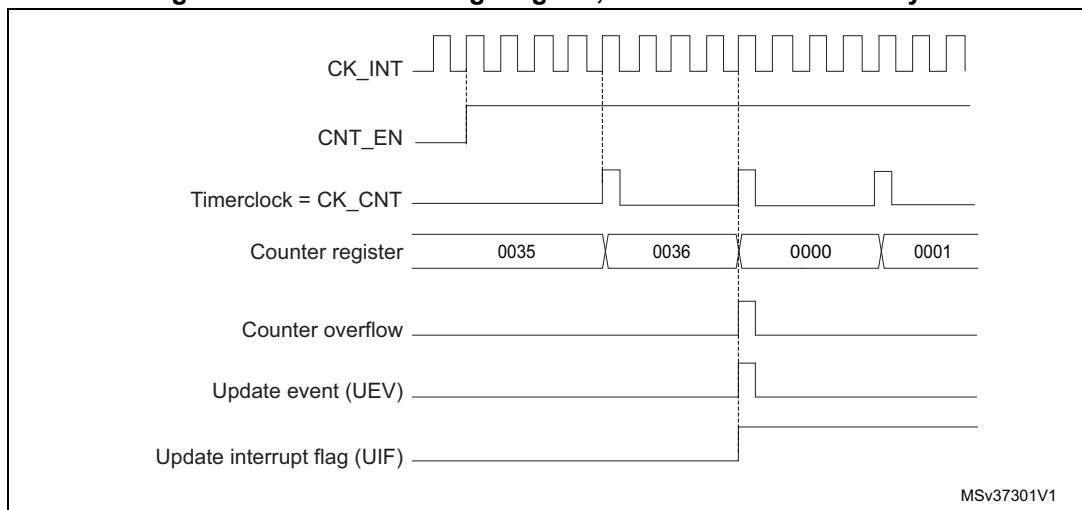 CK_INT
CNT_EN
Timerclock = CK_CNT
Counter register 0035 0036 0000 0001
Counter overflow
Update event (UEV)
Update interrupt flag (UIF)
MSv37301V1